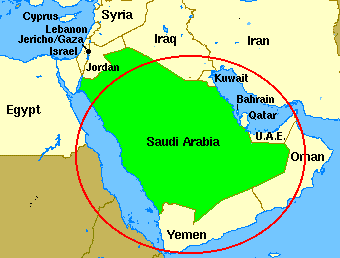 Cyprus
Syria
Lebanon
Jericho/Gaza
Israel
Iraq
Iran
Jordan
Kuwait
Egypt
Bahrain
Qatar
Saudi Arabia
U.A.E.
Oman
Yemen